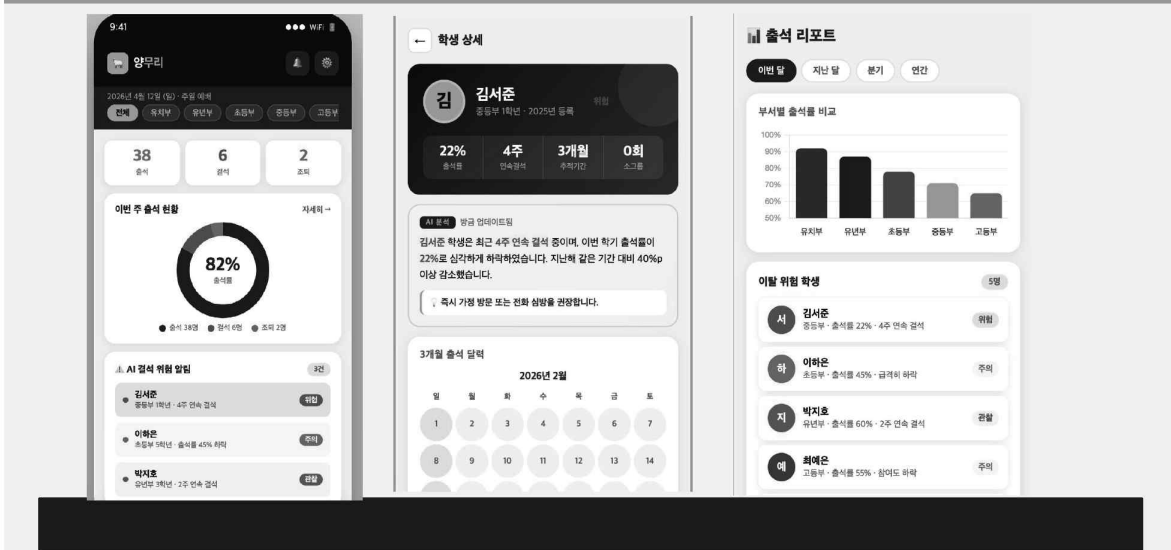 9:41
WiFi
양무리
2026년 4월 12일 (일) · 주일 예배
전체 유치부 유년부 초등부 중등부 고등부
38 출석
6 결석
2 조퇴
이번 주 출석 현황 자세히 →
82%
출석률
출석 38명 결석 6명 조퇴 2명
AI 결석 위험 알림 3건
김서준 위험
중등부 1학년 · 4주 연속 결석
이하은 주의
초등부 5학년 · 출석률 45% 하락
박지호 관찰
유년부 3학년 · 2주 연속 결석
← 학생 상세
김
김서준 위험
중등부 1학년 · 2025년 등록
22% 4주 3개월 0회
출석률 연속결석 추적기간 소그룹
AI 분석 방금 업데이트됨
김서준 학생은 최근 4주 연속 결석 중이며, 이번 학기 출석률이
22%로 심각하게 하락하였습니다. 지난해 같은 기간 대비 40%p
이상 감소했습니다.
즉시 가정 방문 또는 전화 심방을 권장합니다.
3개월 출석 달력
2026년 2월
일 월 화 수 목 금 토
1 2 3 4 5 6 7
8 9 10 11 12 13 14
출석 리포트
이번 달 지난 달 분기 연간
부서별 출석률 비교
100%
90%
80%
70%
60%
50%
유치부 유년부 초등부 중등부 고등부
이탈 위험 학생 5명
서
김서준 위험
중등부 · 출석률 22% · 4주 연속 결석
하
이하은 주의
초등부 · 출석률 45% · 급격히 하락
지
박지호 관찰
유년부 · 출석률 60% · 2주 연속 결석
예
최예은 주의
고등부 · 출석률 55% · 참여도 하락